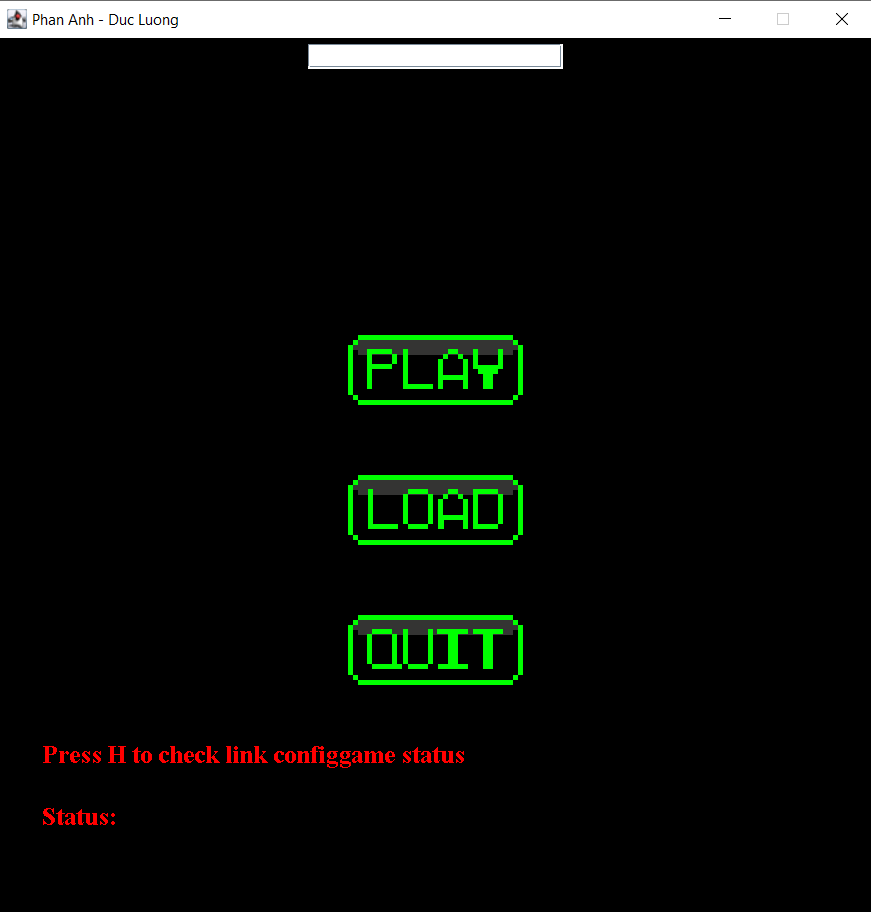 Phan Anh - Duc Luong
PLAY
LOAD
QUIT
Press H to check link configgame status
Status: